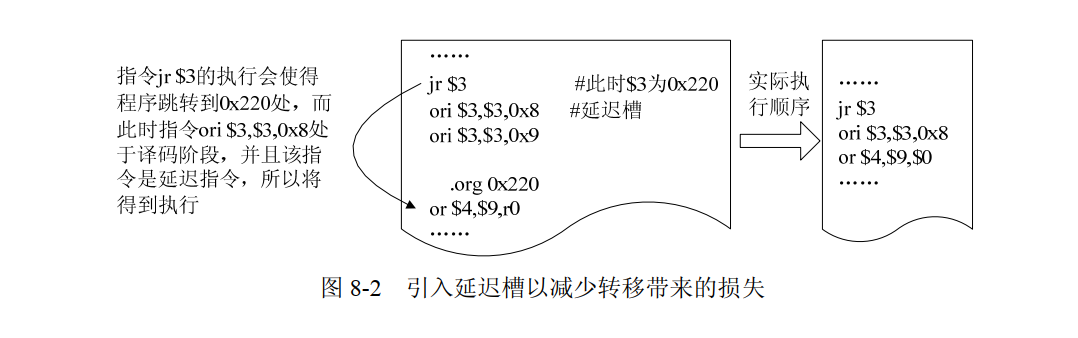 指令jr $3的执行会使得
程序跳转到0x220处，而
此时指令ori $3,$3,0x8处
于译码阶段，并且该指
令是延迟指令，所以将
得到执行
……
jr $3 #此时$3为0x220
ori $3,$3,0x8 #延迟槽
ori $3,$3,0x9
.org 0x220
or $4,$9,r0
……
实际执
行顺序
……
jr $3
ori $3,$3,0x8
or $4,$9,$0
……
图 8-2 引入延迟槽以减少转移带来的损失